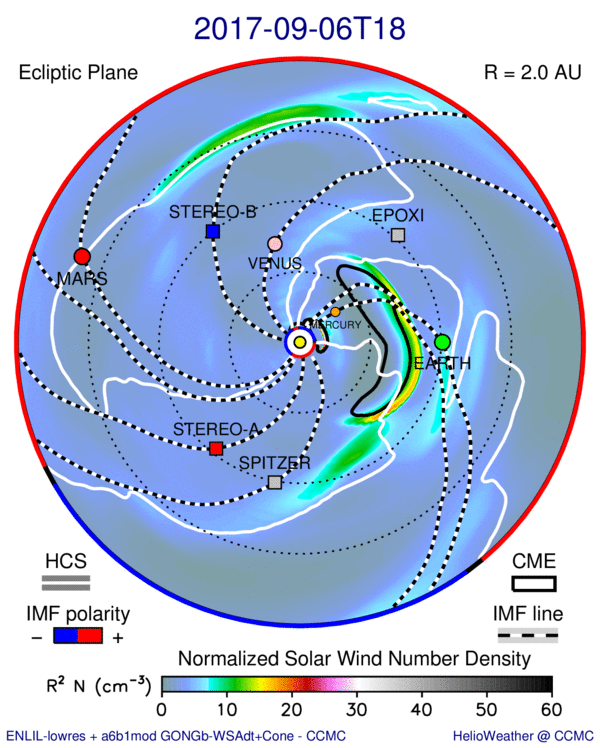 2017-09-06T18
Ecliptic Plane
R = 2.0 AU
STEREO-B
EPOXI
VENUS
MARS
MERCURY
EARTH
STEREO-A
SPITZER
HCS
CME
IMF polarity
IMF line
− +
Normalized Solar Wind Number Density
R² N (cm⁻³)
0 10 20 30 40 50 60
ENLIL-lowres + a6b1mod GONGb-WSAdt+Cone - CCMC
HelioWeather @ CCMC